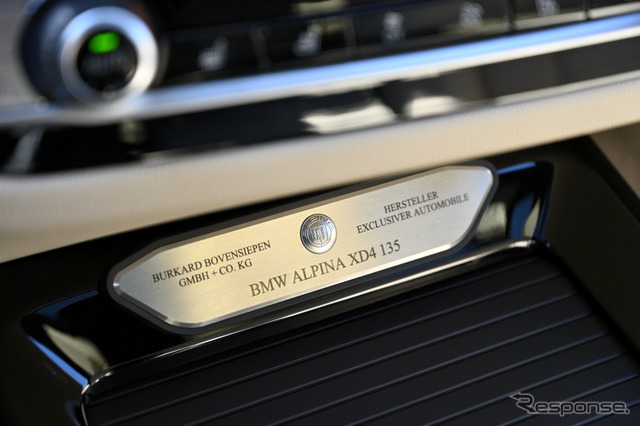 BURKARD BOVENSIEPEN
GMBH + CO. KG
HERSTELLER
EXCLUSIVER AUTOMOBILE
BMW ALPINA XD4 135
Response.